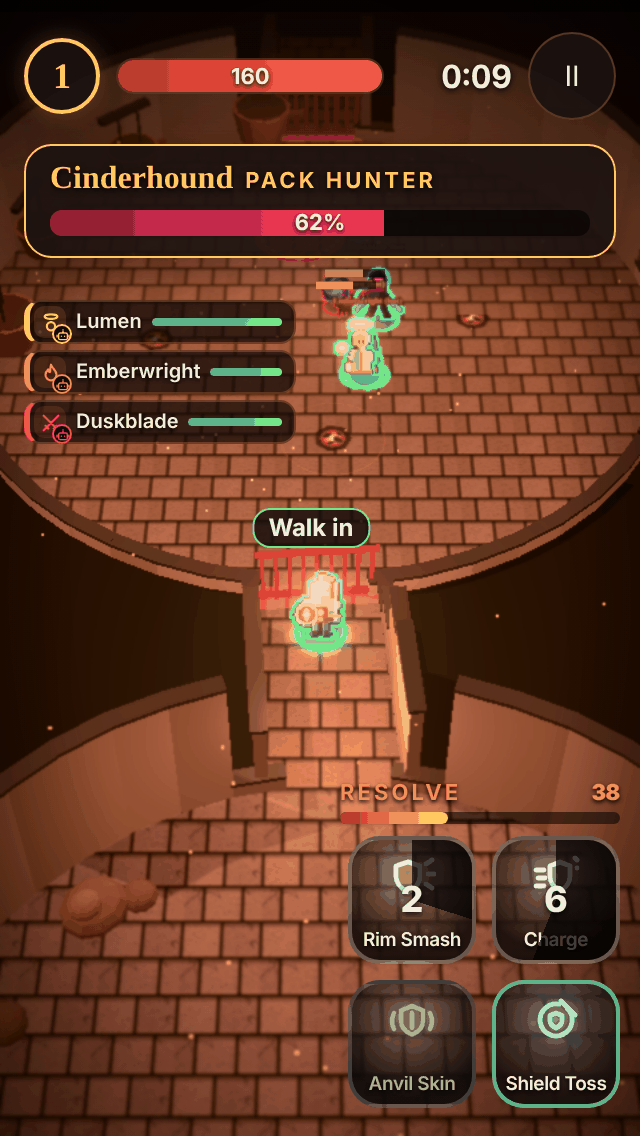 1
160
0:09
Cinderhound PACK HUNTER
62%
Lumen
Emberwright
Duskblade
Walk in
RESOLVE 38
2
Rim Smash
6
Charge
Anvil Skin
Shield Toss